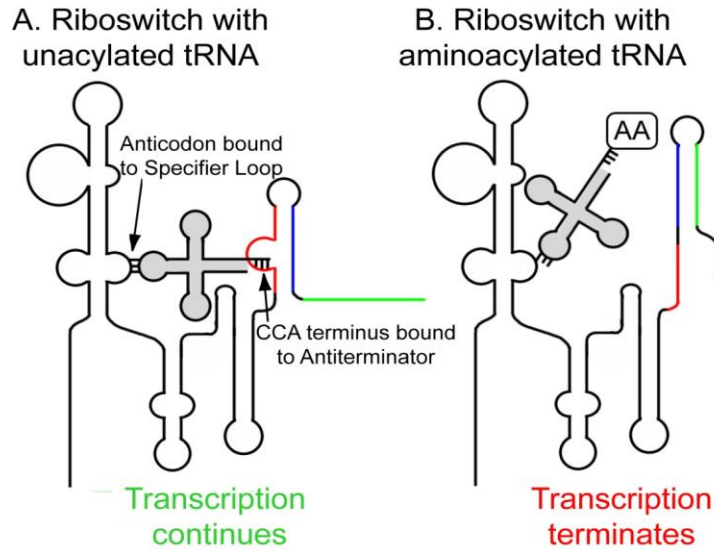 A. Riboswitch with
unacylated tRNA
Anticodon bound
to Specifier Loop
CCA terminus bound
to Antiterminator
Transcription
continues
B. Riboswitch with
aminoacylated tRNA
AA
Transcription
terminates